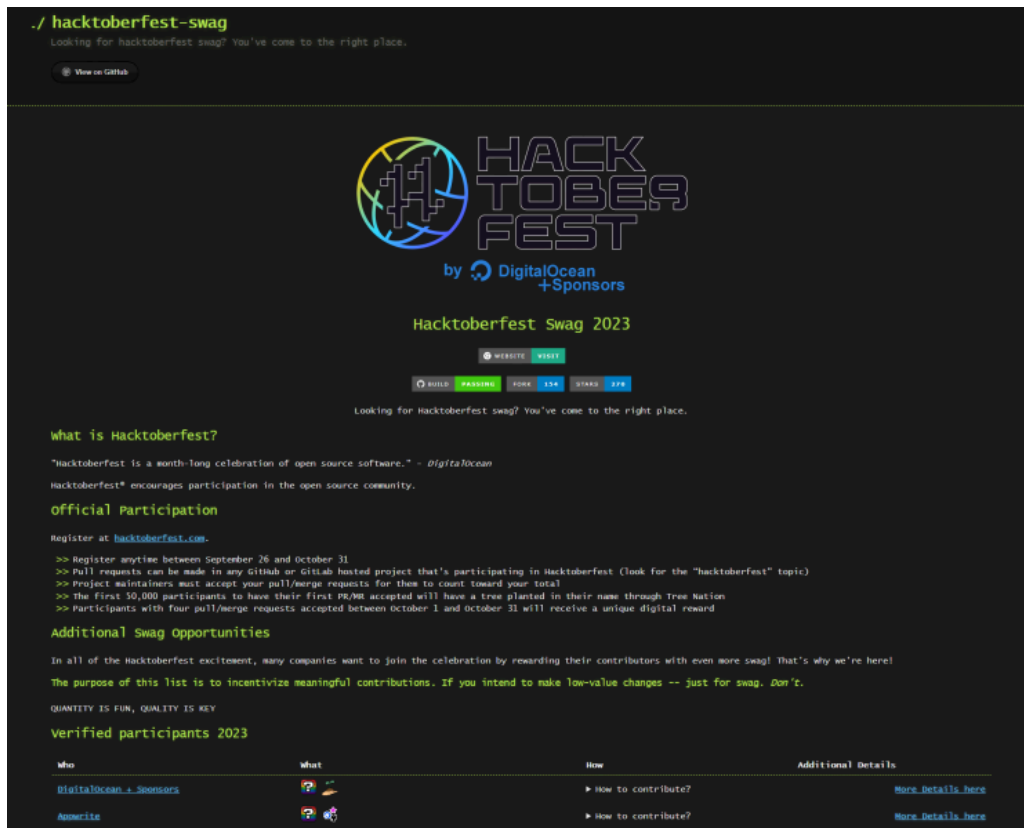 ./ hacktoberfest-swag
Looking for hacktoberfest swag? You've come to the right place.
View on GitHub
HACK
TOBER
FEST
by DigitalOcean
+Sponsors
Hacktoberfest Swag 2023
WEBSITE VISIT
BUILD PASSING FORK 154 STARS 270
Looking for Hacktoberfest swag? You've come to the right place.
What is Hacktoberfest?
"Hacktoberfest is a month-long celebration of open source software." - DigitalOcean
Hacktoberfest® encourages participation in the open source community.
Official Participation
Register at hacktoberfest.com.
>> Register anytime between September 26 and October 31
>> Pull requests can be made in any GitHub or GitLab hosted project that's participating in Hacktoberfest (look for the "hacktoberfest" topic)
>> Project maintainers must accept your pull/merge requests for them to count toward your total
>> The first 50,000 participants to have their first PR/MR accepted will have a tree planted in their name through Tree Nation
>> Participants with four pull/merge requests accepted between October 1 and October 31 will receive a unique digital reward
Additional Swag Opportunities
In all of the Hacktoberfest excitement, many companies want to join the celebration by rewarding their contributors with even more swag! That's why we're here!
The purpose of this list is to incentivize meaningful contributions. If you intend to make low-value changes -- just for swag. Don't.
QUANTITY IS FUN, QUALITY IS KEY
Verified participants 2023
Who What How Additional Details
DigitalOcean + Sponsors ▶ How to contribute? More Details here
Appwrite ▶ How to contribute? More Details here